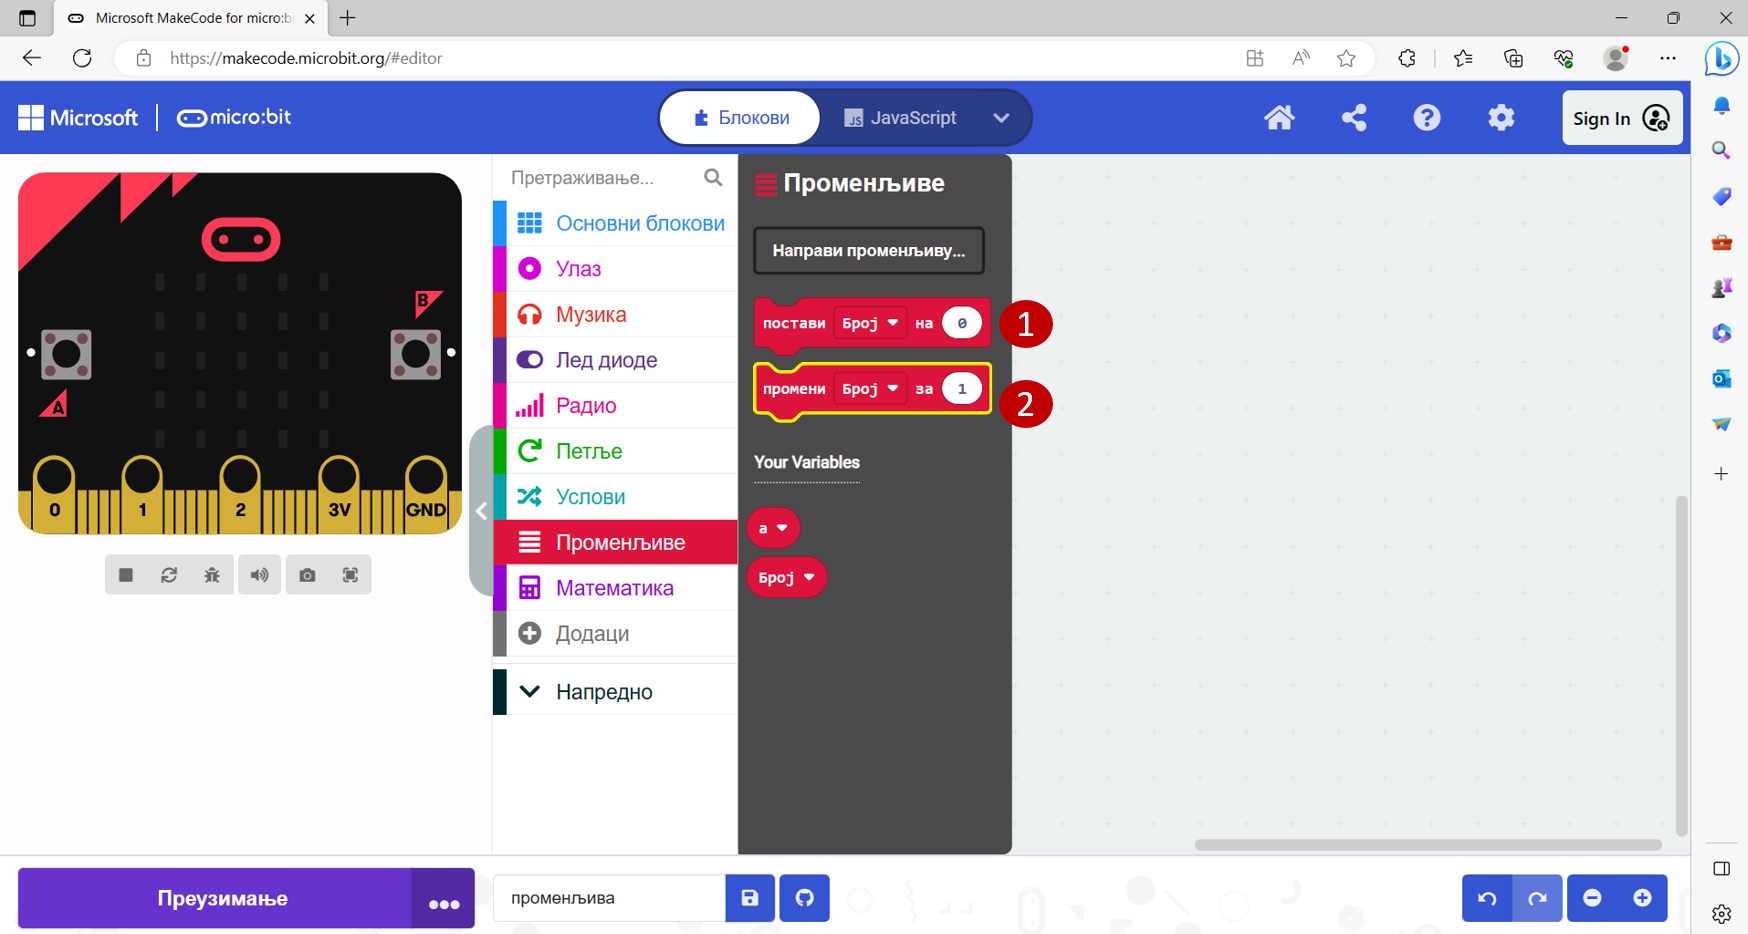 Microsoft MakeCode for micro:b
https://makecode.microbit.org/#editor
Microsoft
micro:bit
Блокови
JS JavaScript
Sign In
B
A
0 1 2 3V GND
Претраживање...
Основни блокови
Улаз
Музика
Лед диоде
Радио
Петље
Услови
Променљиве
Математика
Додаци
Напредно
Променљиве
Направи променљиву...
постави Број на 0
1
промени Број за 1
2
Your Variables
a
Број
Преузимање
променљива